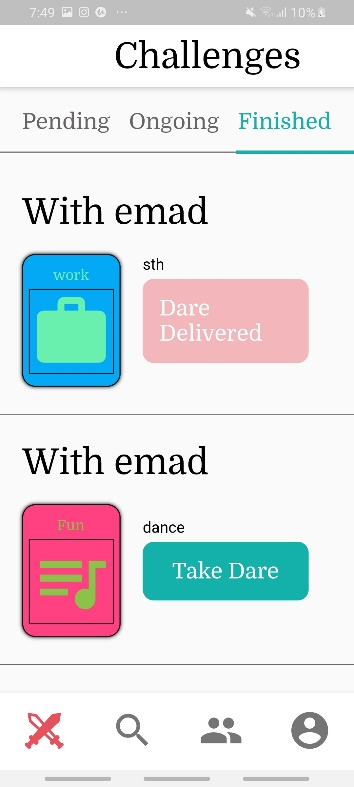 7:49 10%
Challenges
Pending Ongoing Finished
With emad
work
sth
Dare
Delivered
With emad
Fun
dance
Take Dare